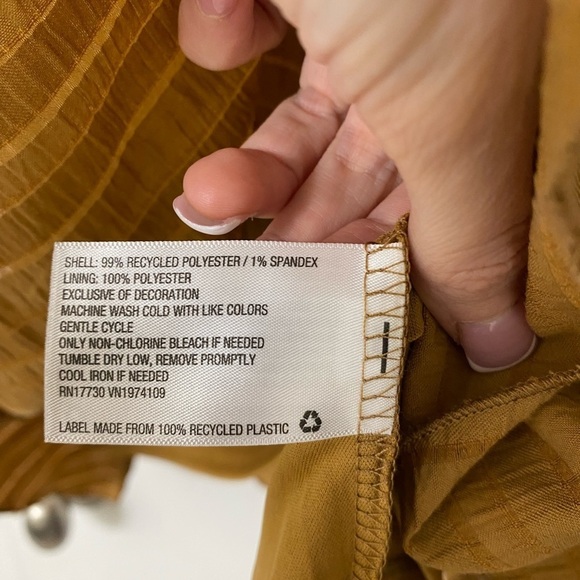 SHELL: 99% RECYCLED POLYESTER / 1% SPANDEX
LINING: 100% POLYESTER
EXCLUSIVE OF DECORATION
MACHINE WASH COLD WITH LIKE COLORS
GENTLE CYCLE
ONLY NON-CHLORINE BLEACH IF NEEDED
TUMBLE DRY LOW, REMOVE PROMPTLY
COOL IRON IF NEEDED
RN17730 VN1974109
LABEL MADE FROM 100% RECYCLED PLASTIC